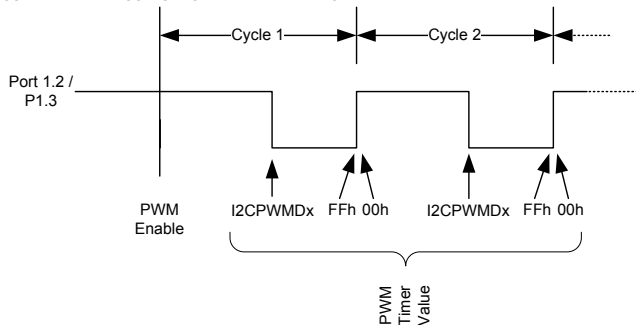 Cycle 1
Cycle 2
Port 1.2 /
P1.3
PWM
Enable
I2CPWMDx
FFh 00h
I2CPWMDx
FFh 00h
PWM
Timer
Value